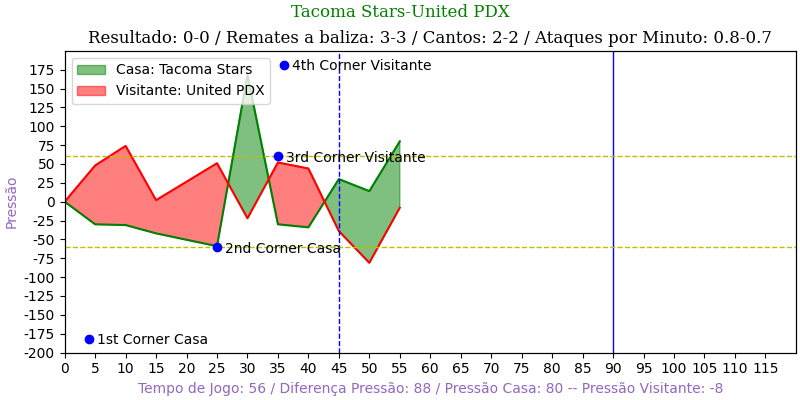 Tacoma Stars-United PDX
Resultado: 0-0 / Remates a baliza: 3-3 / Cantos: 2-2 / Ataques por Minuto: 0.8-0.7
Casa: Tacoma Stars
Visitante: United PDX
4th Corner Visitante
3rd Corner Visitante
2nd Corner Casa
1st Corner Casa
Pressão
175
150
125
100
75
50
25
0
-25
-50
-75
-100
-125
-150
-175
-200
0 5 10 15 20 25 30 35 40 45 50 55 60 65 70 75 80 85 90 95 100 105 110 115
Tempo de Jogo: 56 / Diferença Pressão: 88 / Pressão Casa: 80 -- Pressão Visitante: -8